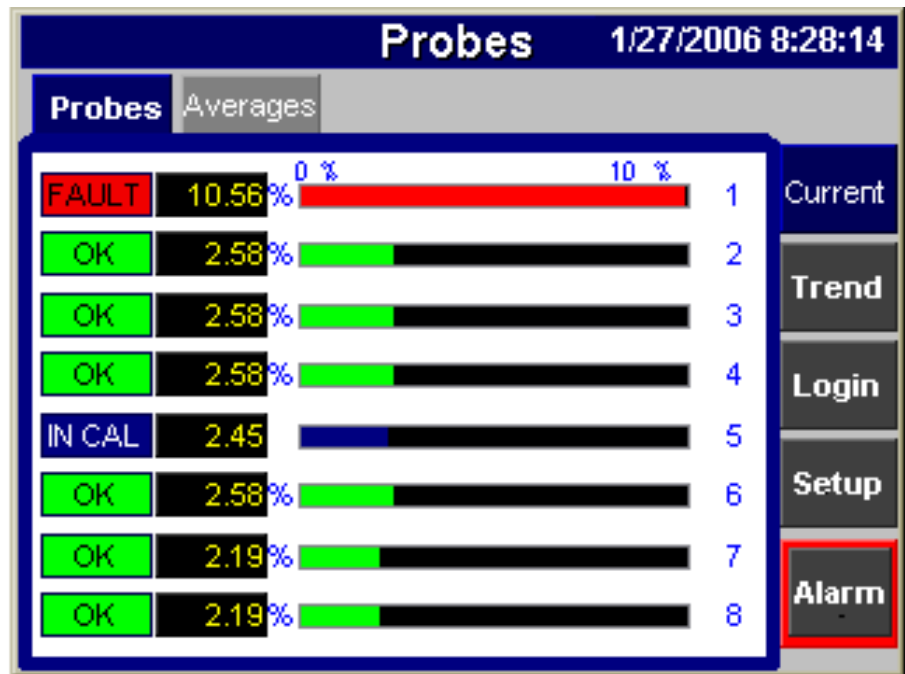 Probes 1/27/2006 8:28:14
Probes Averages
0 % 10 %
FAULT 10.56 % 1
OK 2.58 % 2
OK 2.58 % 3
OK 2.58 % 4
IN CAL 2.45 5
OK 2.58 % 6
OK 2.19 % 7
OK 2.19 % 8
Current
Trend
Login
Setup
Alarm